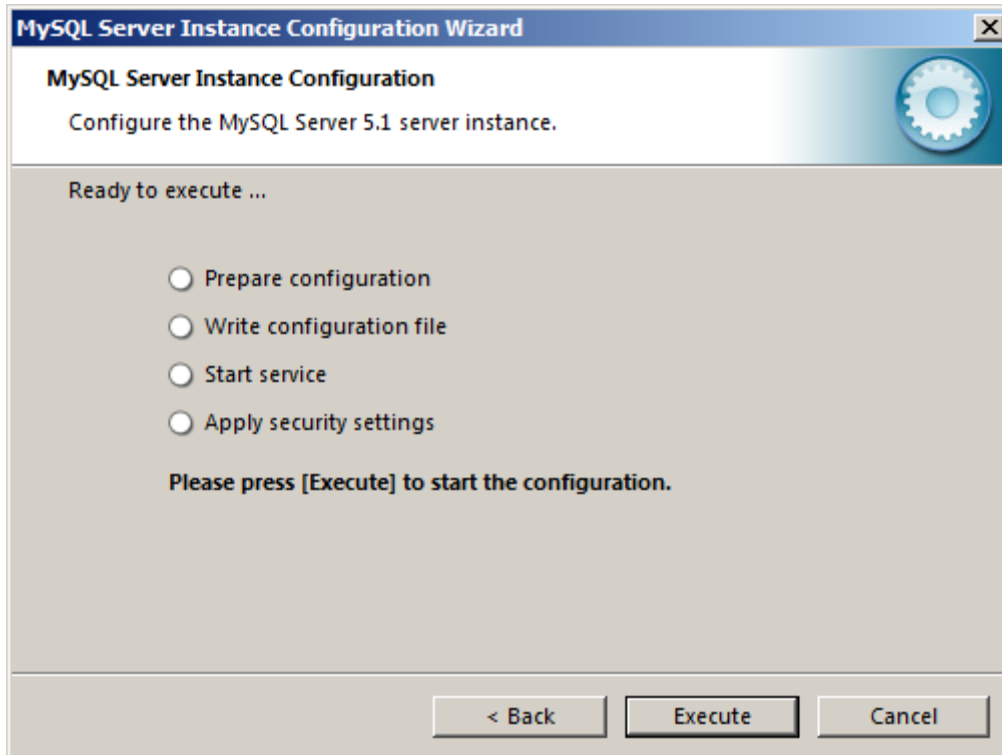 MySQL Server Instance Configuration Wizard
MySQL Server Instance Configuration
Configure the MySQL Server 5.1 server instance.
Ready to execute ...
Prepare configuration
Write configuration file
Start service
Apply security settings
Please press [Execute] to start the configuration.
< Back Execute Cancel